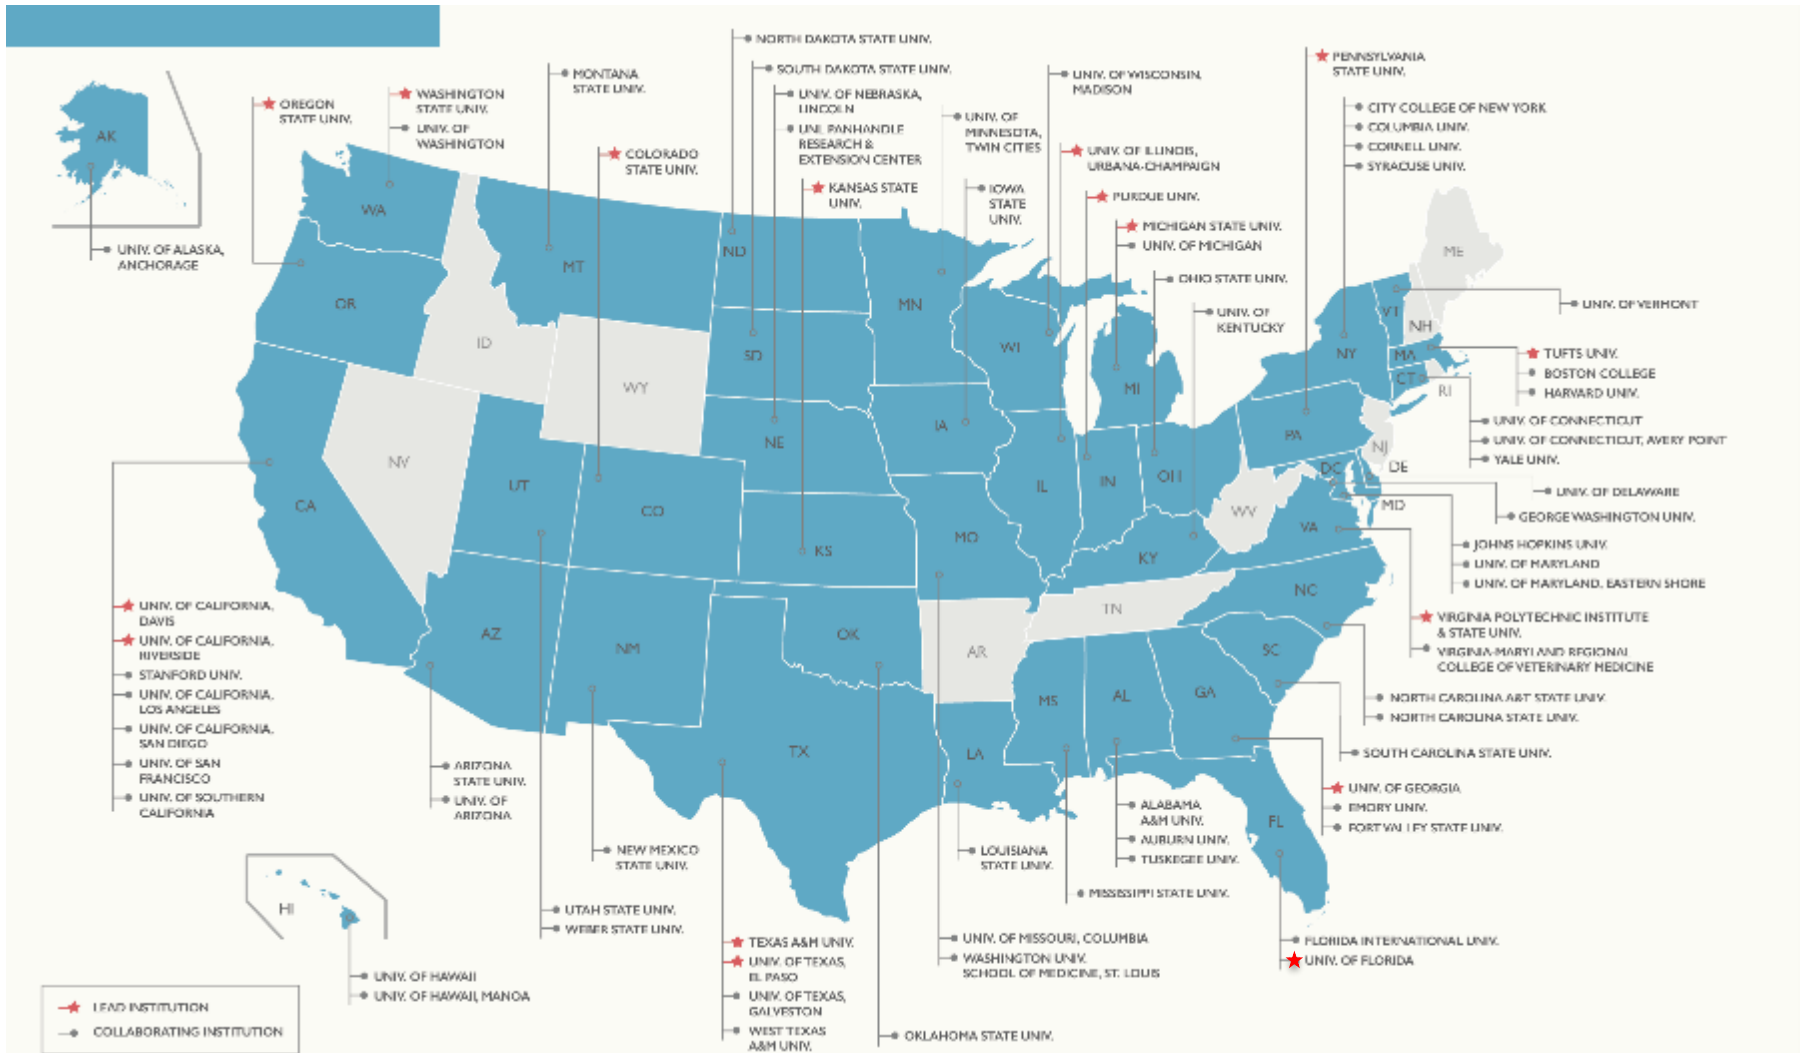 NORTH DAKOTA STATE UNIV.
SOUTH DAKOTA STATE UNIV.
MONTANA
STATE UNIV.
UNIV. OF NEBRASKA,
LINCOLN
UNL PANHANDLE
RESEARCH &
EXTENSION CENTER
UNIV. OF WISCONSIN,
MADISON
PENNSYLVANIA
STATE UNIV.
OREGON
STATE UNIV.
WASHINGTON
STATE UNIV.
UNIV. OF
WASHINGTON
COLORADO
STATE UNIV.
KANSAS STATE
UNIV.
UNIV. OF
MINNESOTA,
TWIN CITIES
IOWA
STATE
UNIV.
UNIV. OF ILLINOIS,
URBANA-CHAMPAIGN
PURDUE UNIV.
MICHIGAN STATE UNIV.
UNIV. OF MICHIGAN
OHIO STATE UNIV.
UNIV. OF
KENTUCKY
CITY COLLEGE OF NEW YORK
COLUMBIA UNIV.
CORNELL UNIV.
SYRACUSE UNIV.
UNIV. OF VERMONT
TUFTS UNIV.
BOSTON COLLEGE
HARVARD UNIV.
UNIV. OF CONNECTICUT
UNIV. OF CONNECTICUT, AVERY POINT
YALE UNIV.
UNIV. OF DELAWARE
GEORGE WASHINGTON UNIV.
JOHNS HOPKINS UNIV.
UNIV. OF MARYLAND
UNIV. OF MARYLAND, EASTERN SHORE
VIRGINIA POLYTECHNIC INSTITUTE
& STATE UNIV.
VIRGINIA-MARYLAND REGIONAL
COLLEGE OF VETERINARY MEDICINE
NORTH CAROLINA A&T STATE UNIV.
NORTH CAROLINA STATE UNIV.
SOUTH CAROLINA STATE UNIV.
UNIV. OF GEORGIA
EMORY UNIV.
FORT VALLEY STATE UNIV.
FLORIDA INTERNATIONAL UNIV.
UNIV. OF FLORIDA
ALABAMA
A&M UNIV.
AUBURN UNIV.
TUSKEGEE UNIV.
MISSISSIPPI STATE UNIV.
LOUISIANA
STATE UNIV.
UNIV. OF MISSOURI, COLUMBIA
WASHINGTON UNIV.
SCHOOL OF MEDICINE, ST. LOUIS
OKLAHOMA STATE UNIV.
TEXAS A&M UNIV.
UNIV. OF TEXAS,
EL PASO
UNIV. OF TEXAS,
GALVESTON
WEST TEXAS
A&M UNIV.
NEW MEXICO
STATE UNIV.
UTAH STATE UNIV.
WEBER STATE UNIV.
ARIZONA
STATE UNIV.
UNIV. OF
ARIZONA
UNIV. OF CALIFORNIA,
DAVIS
UNIV. OF CALIFORNIA,
RIVERSIDE
STANFORD UNIV.
UNIV. OF CALIFORNIA,
LOS ANGELES
UNIV. OF CALIFORNIA,
SAN DIEGO
UNIV. OF SAN
FRANCISCO
UNIV. OF SOUTHERN
CALIFORNIA
UNIV. OF ALASKA,
ANCHORAGE
UNIV. OF HAWAII
UNIV. OF HAWAII, MANOA
AK
WA
OR
ID
MT
ND
SD
MN
WI
MI
WY
NE
IA
NV
UT
CA
CO
KS
MO
IL
IN
OH
KY
NY
VT
NH
ME
MA
CT
RI
PA
NJ
DC
DE
MD
WV
VA
NC
TN
SC
AZ
NM
OK
AR
TX
LA
MS
AL
GA
FL
HI
LEAD INSTITUTION
COLLABORATING INSTITUTION